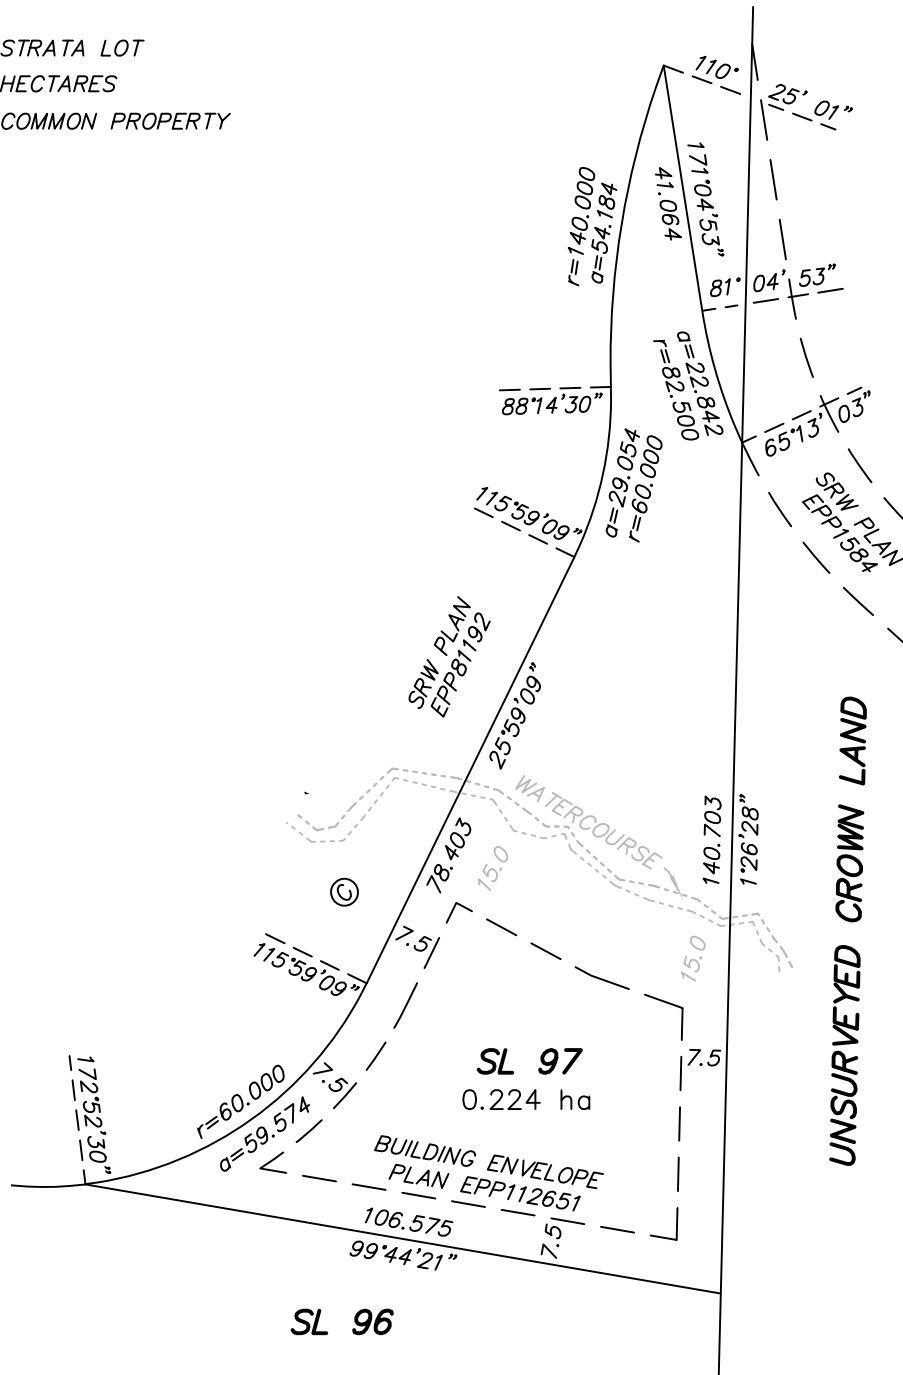 STRATA LOT
HECTARES
COMMON PROPERTY
110° 25' 01"
171°04'53"
41.064
r=140.000
a=54.184
81° 04' 53"
a=22.842
r=82.500
88°14'30"
65°13' 03"
a=29.054
r=60.000
115°59'09"
SRW PLAN
EPP1584
SRW PLAN
EPP81192
25°59'09"
UNSURVEYED CROWN LAND
WATERCOURSE
140.703
1°26'28"
78.403
15.0
C
7.5
15.0
115°59'09"
SL 97
0.224 ha
7.5
172°52'30"
7.5
r=60.000
a=59.574
BUILDING ENVELOPE
PLAN EPP112651
106.575
7.5
99°44'21"
SL 96